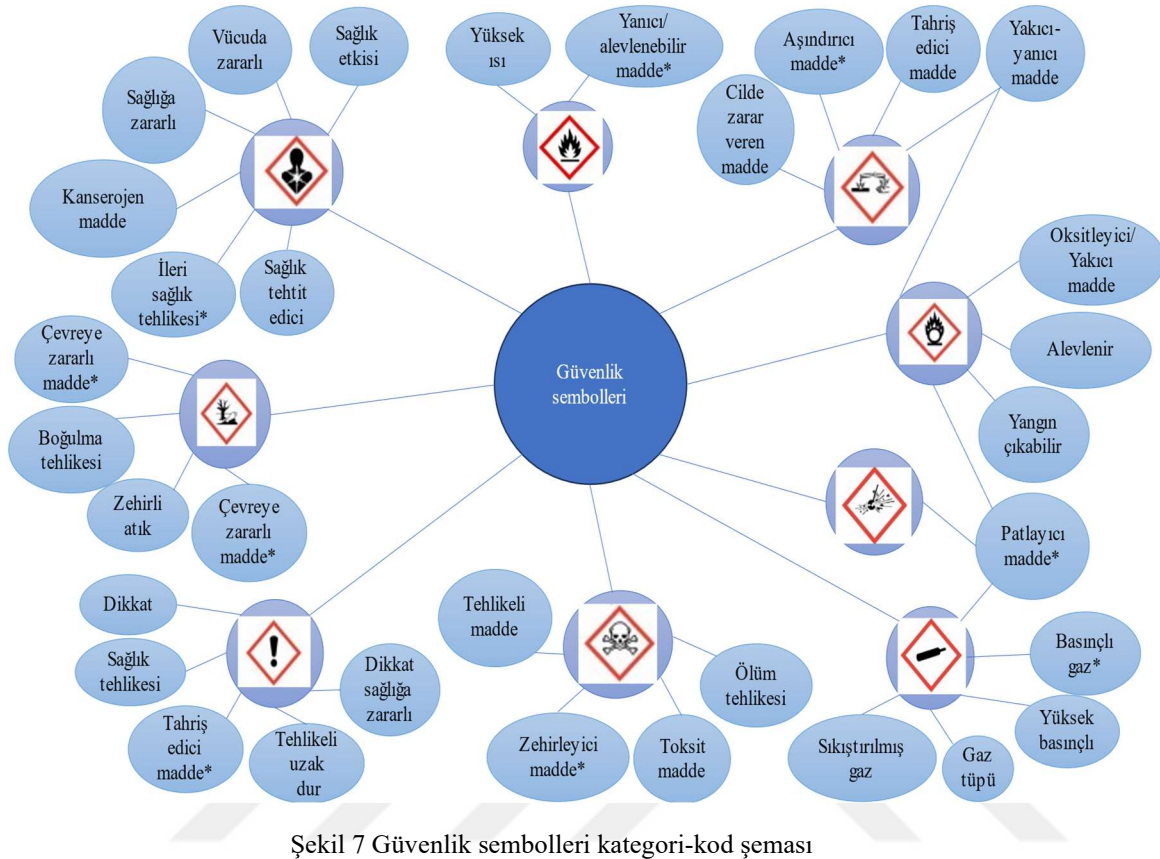 Vücuda
zararlı
Sağlık
etkisi
Sağlığa
zararlı
Kanserojen
madde
İleri
sağlık
tehlikesi*
Sağlık
tehtit
edici
Yüksek
ısı
Yanıcı/
alevlenebilir
madde*
Aşındırıcı
madde*
Tahriş
edici
madde
Yakıcı-
yanıcı
madde
Cilde
zarar
veren
madde
Oksitleyici/
Yakıcı
madde
Alevlenir
Yangın
çıkabilir
Güvenlik
sembolleri
Çevreye
zararlı
madde*
Boğulma
tehlikesi
Zehirli
atık
Çevreye
zararlı
madde*
Patlayıcı
madde*
Dikkat
Sağlık
tehlikesi
Tahriş
edici
madde*
Tehlikeli
uzak
dur
Dikkat
sağlığa
zararlı
Tehlikeli
madde
Zehirleyici
madde*
Toksit
madde
Ölüm
tehlikesi
Basınçlı
gaz*
Yüksek
basınçlı
Gaz
tüpü
Sıkıştırılmış
gaz
Şekil 7 Güvenlik sembolleri kategori-kod şeması